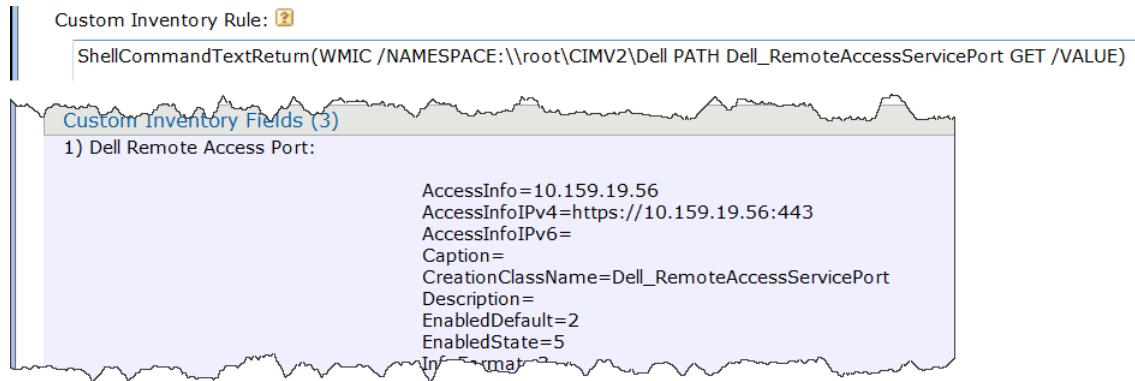 Custom Inventory Rule: ?
ShellCommandTextReturn(WMIC /NAMESPACE:\\root\CIMV2\Dell PATH Dell_RemoteAccessServicePort GET /VALUE)
Custom Inventory Fields (3)
1) Dell Remote Access Port:
AccessInfo=10.159.19.56
AccessInfoIPv4=https://10.159.19.56:443
AccessInfoIPv6=
Caption=
CreationClassName=Dell_RemoteAccessServicePort
Description=
EnabledDefault=2
EnabledState=5